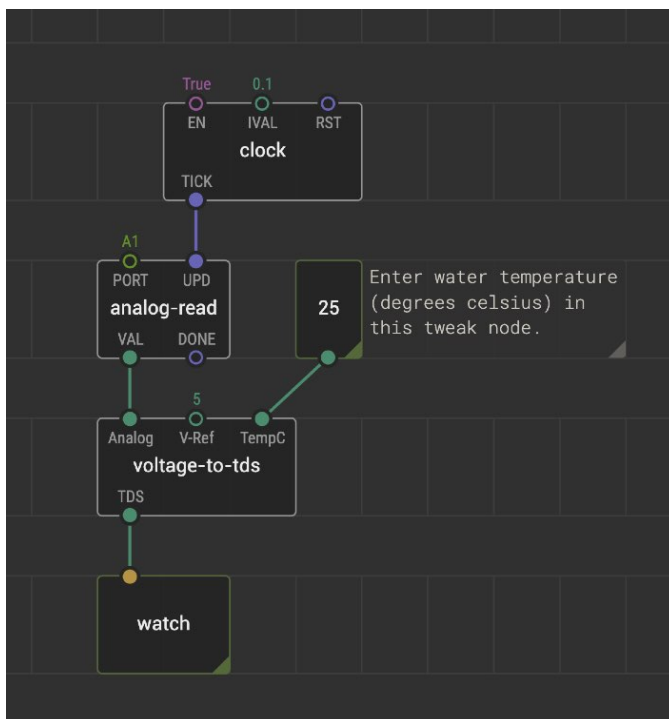 True 0.1
EN IVAL RST
clock
TICK
A1
PORT UPD
analog-read
VAL DONE
25
Enter water temperature
(degrees celsius) in
this tweak node.
5
Analog V-Ref TempC
voltage-to-tds
TDS
watch